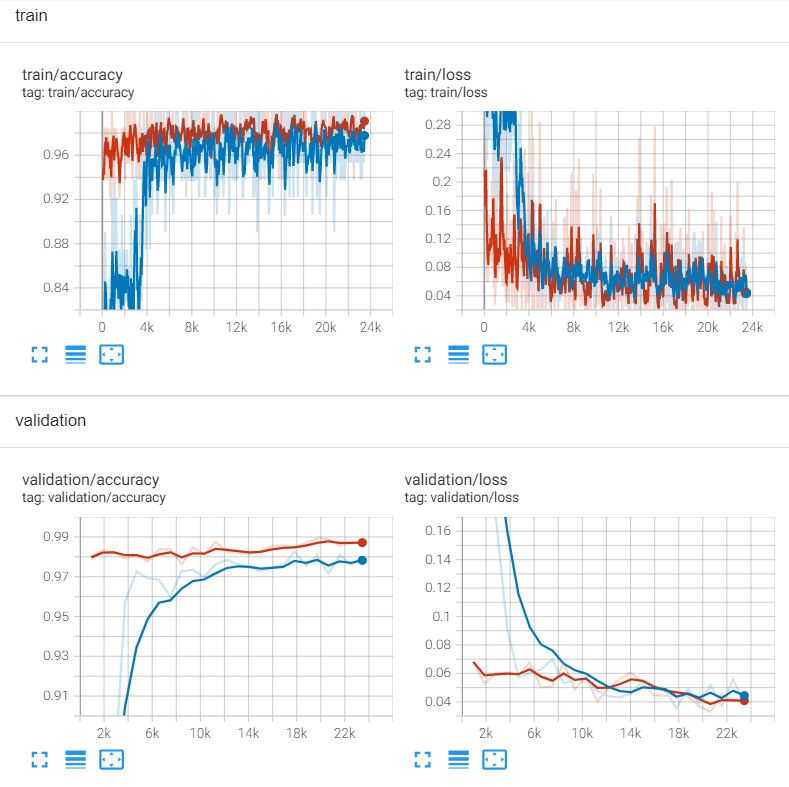 train
train/accuracy
tag: train/accuracy
0.96
0.92
0.88
0.84
0 4k 8k 12k 16k 20k 24k
train/loss
tag: train/loss
0.28
0.24
0.2
0.16
0.12
0.08
0.04
0 4k 8k 12k 16k 20k 24k
validation
validation/accuracy
tag: validation/accuracy
0.99
0.97
0.95
0.93
0.91
2k 6k 10k 14k 18k 22k
validation/loss
tag: validation/loss
0.16
0.14
0.12
0.1
0.08
0.06
0.04
2k 6k 10k 14k 18k 22k